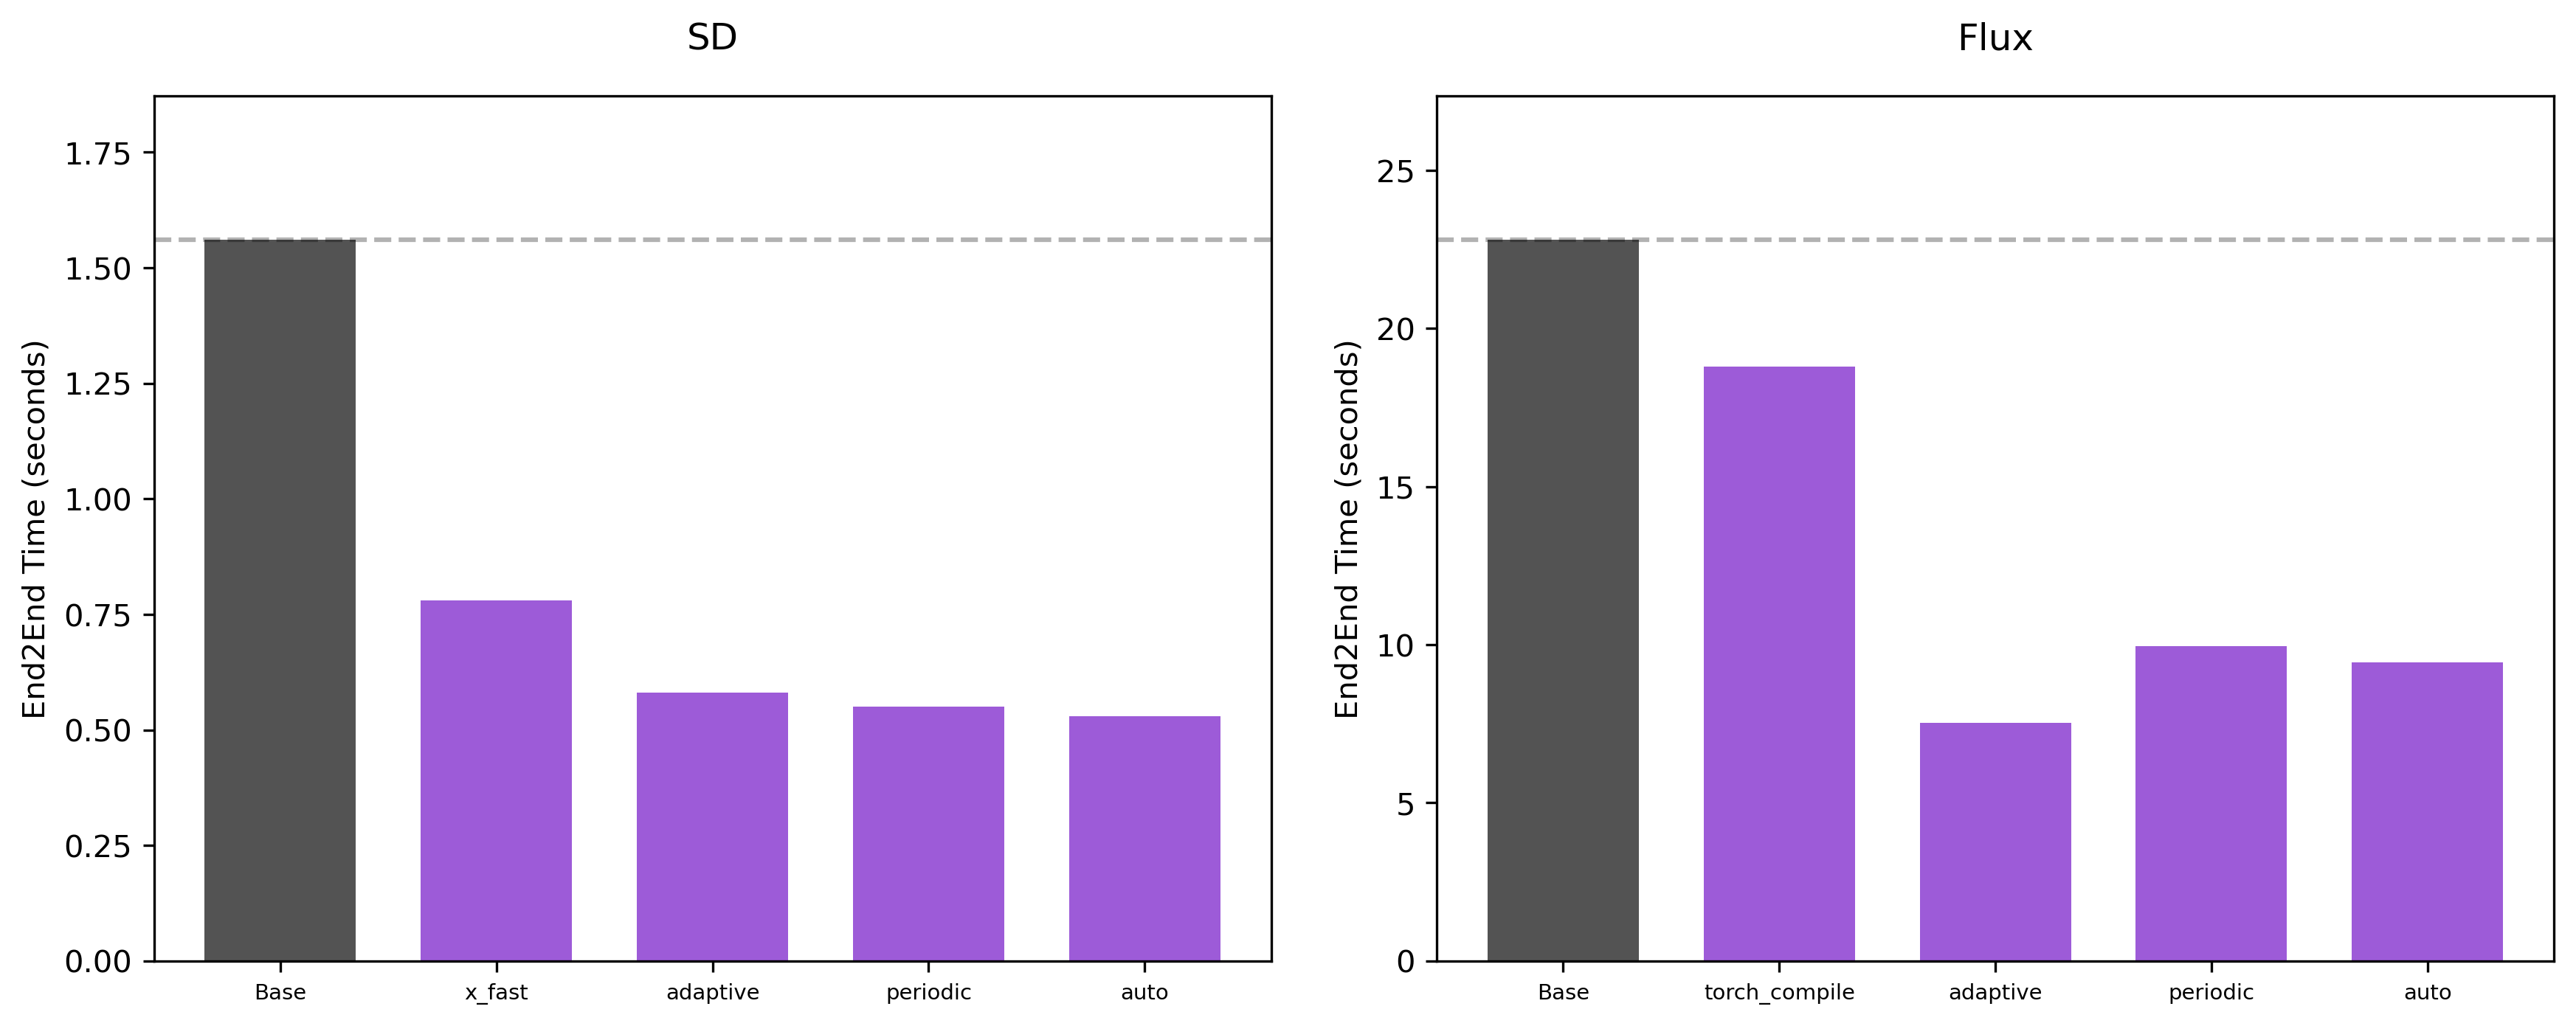 SD
End2End Time (seconds)
1.75
1.50
1.25
1.00
0.75
0.50
0.25
0.00
Base x_fast adaptive periodic auto
Flux
End2End Time (seconds)
25
20
15
10
5
0
Base torch_compile adaptive periodic auto